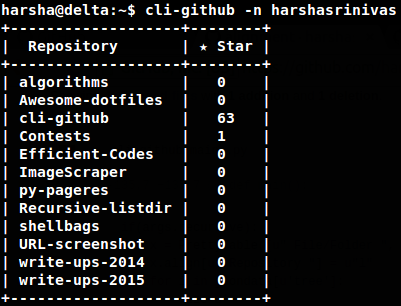 harsha@delta:~$ cli-github -n harshasrinivas
+-------------------+--------+
|  Repository       | ★ Star |
+-------------------+--------+
| algorithms        |   0    |
| Awesome-dotfiles  |   0    |
| cli-github        |   63   |
| Contests          |   1    |
| Efficient-Codes   |   0    |
| ImageScraper      |   0    |
| py-pageres        |   0    |
| Recursive-listdir |   0    |
| shellbags         |   0    |
| URL-screenshot    |   0    |
| write-ups-2014    |   0    |
| write-ups-2015    |   0    |
+-------------------+--------+